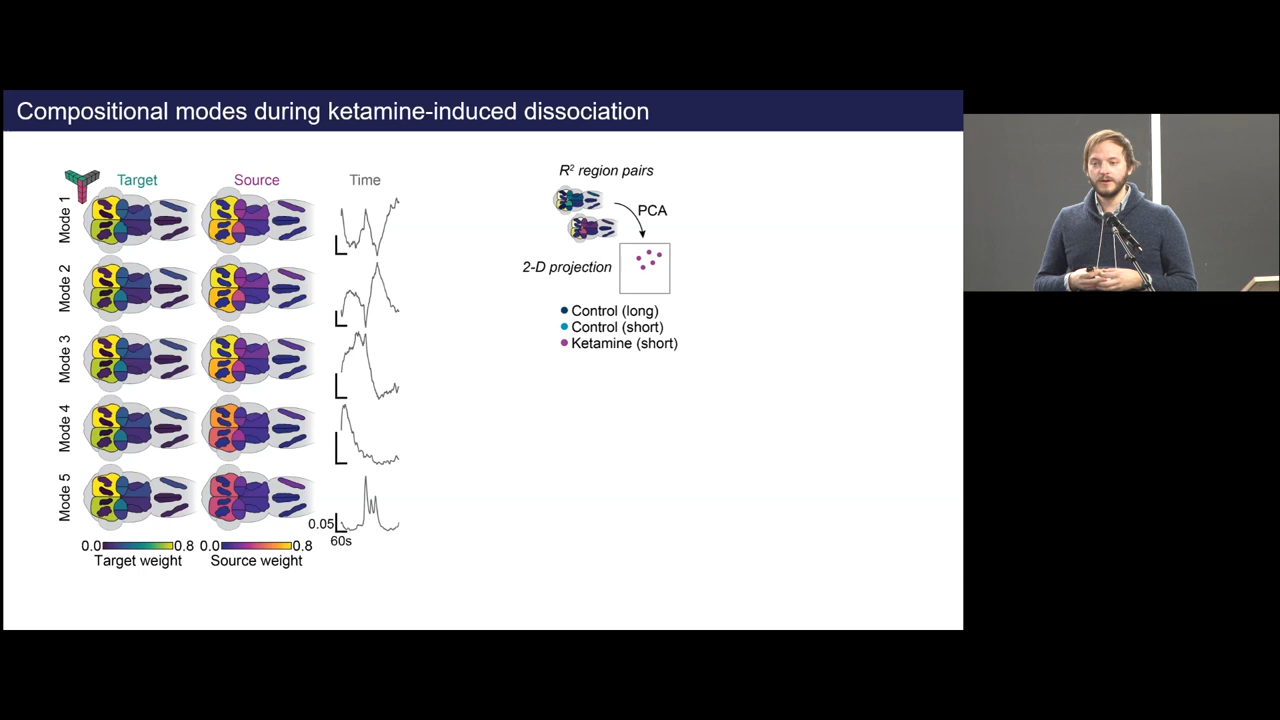 Compositional modes during ketamine-induced dissociation
Target
Source
Time
Mode 1
Mode 2
Mode 3
Mode 4
Mode 5
0.05
60s
0.0
0.8
Target weight
0.0
0.8
Source weight
R² region pairs
PCA
2-D projection
Control (long)
Control (short)
Ketamine (short)